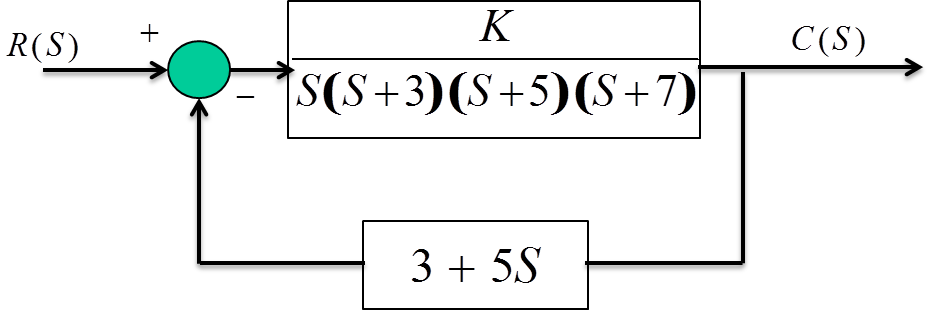 R(S)
+
−
K
S(S+3)(S+5)(S+7)
C(S)
3 + 5S